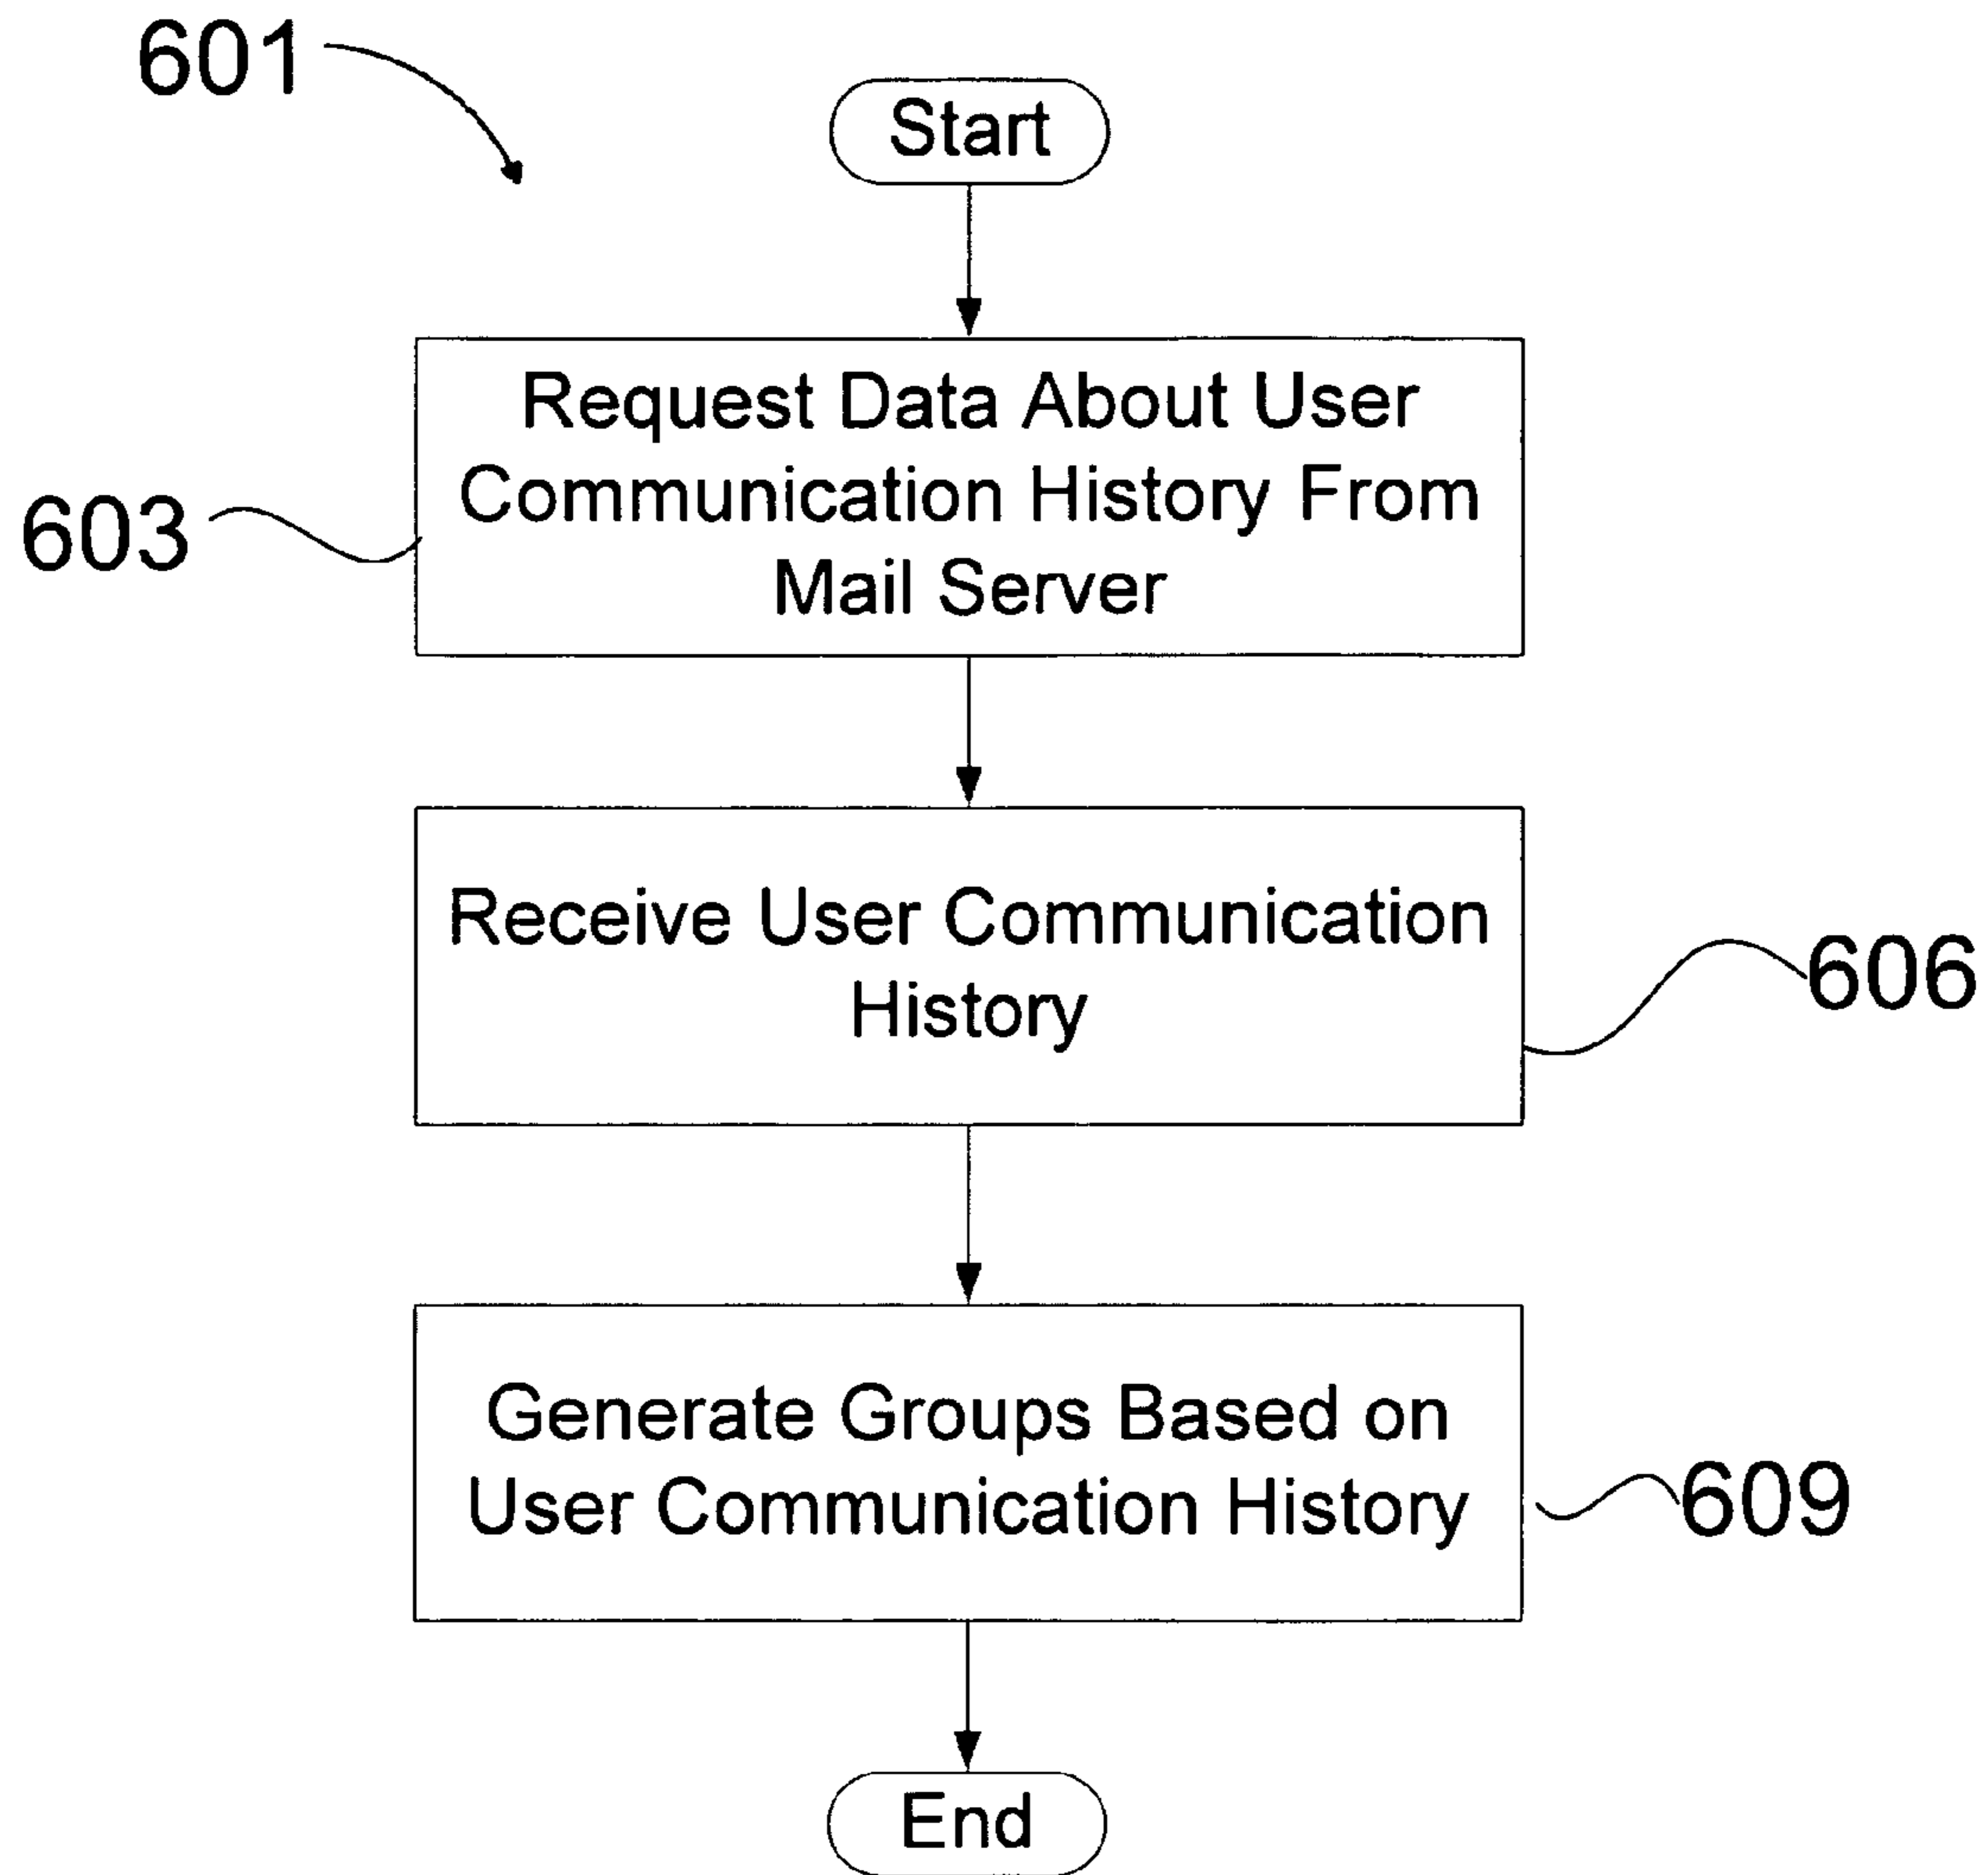 601
Start
Request Data About User
Communication History From
Mail Server
603
Receive User Communication
History
606
Generate Groups Based on
User Communication History
609
End